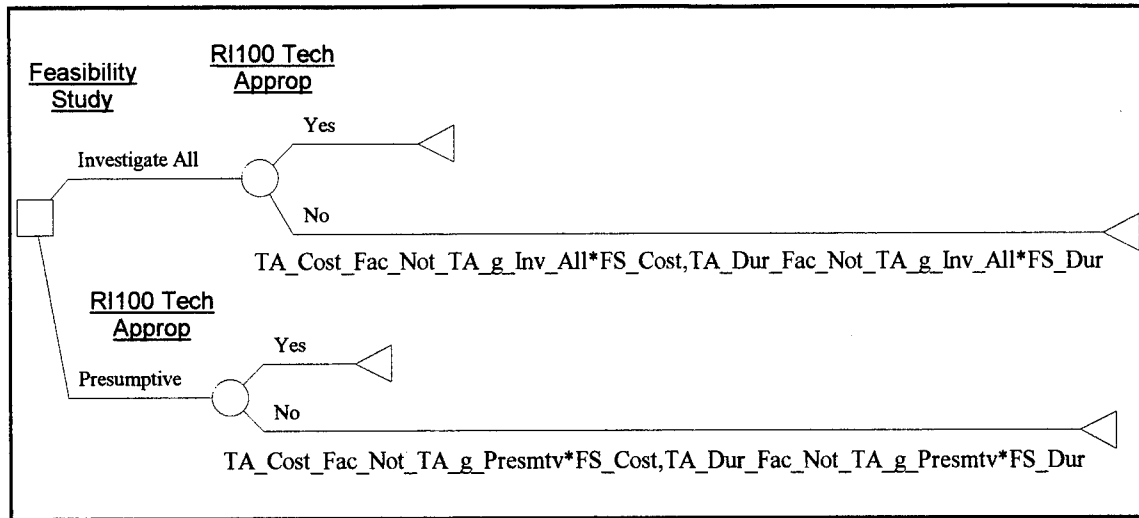 Feasibility
Study
RI100 Tech
Approp
Yes
Investigate All
No
TA_Cost_Fac_Not_TA_g_Inv_All*FS_Cost,TA_Dur_Fac_Not_TA_g_Inv_All*FS_Dur
RI100 Tech
Approp
Yes
Presumptive
No
TA_Cost_Fac_Not_TA_g_Presmtv*FS_Cost,TA_Dur_Fac_Not_TA_g_Presmtv*FS_Dur